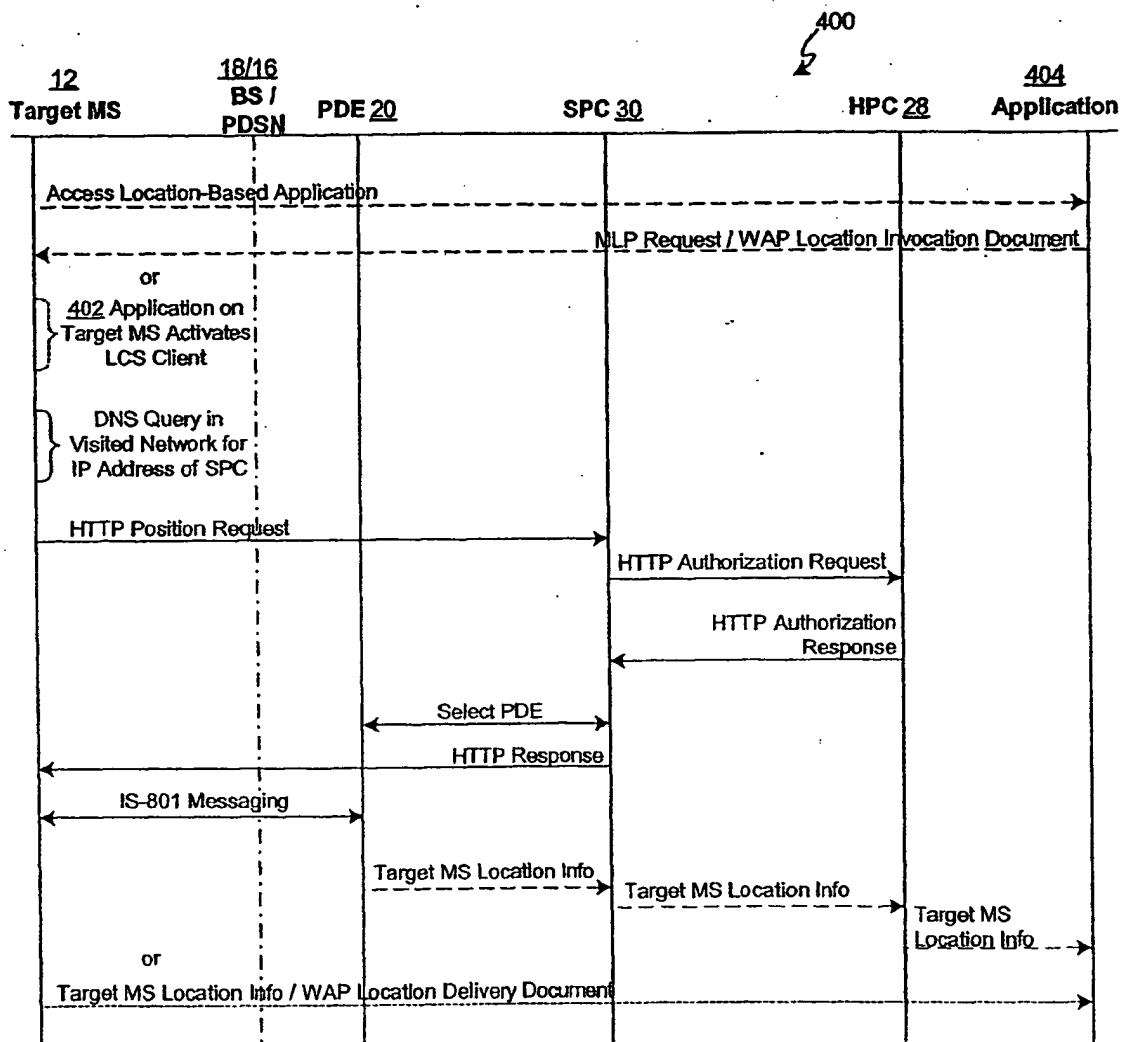 400
12
Target MS
18/16
BS /
PDSN
PDE 20
SPC 30
HPC 28
404
Application
Access Location-Based Application
MLP Request / WAP Location Invocation Document
or
402 Application on
Target MS Activates
LCS Client
DNS Query in
Visited Network for
IP Address of SPC
HTTP Position Request
HTTP Authorization Request
HTTP Authorization
Response
Select PDE
HTTP Response
IS-801 Messaging
Target MS Location Info
Target MS Location Info
Target MS
Location Info
or
Target MS Location Info / WAP Location Delivery Document